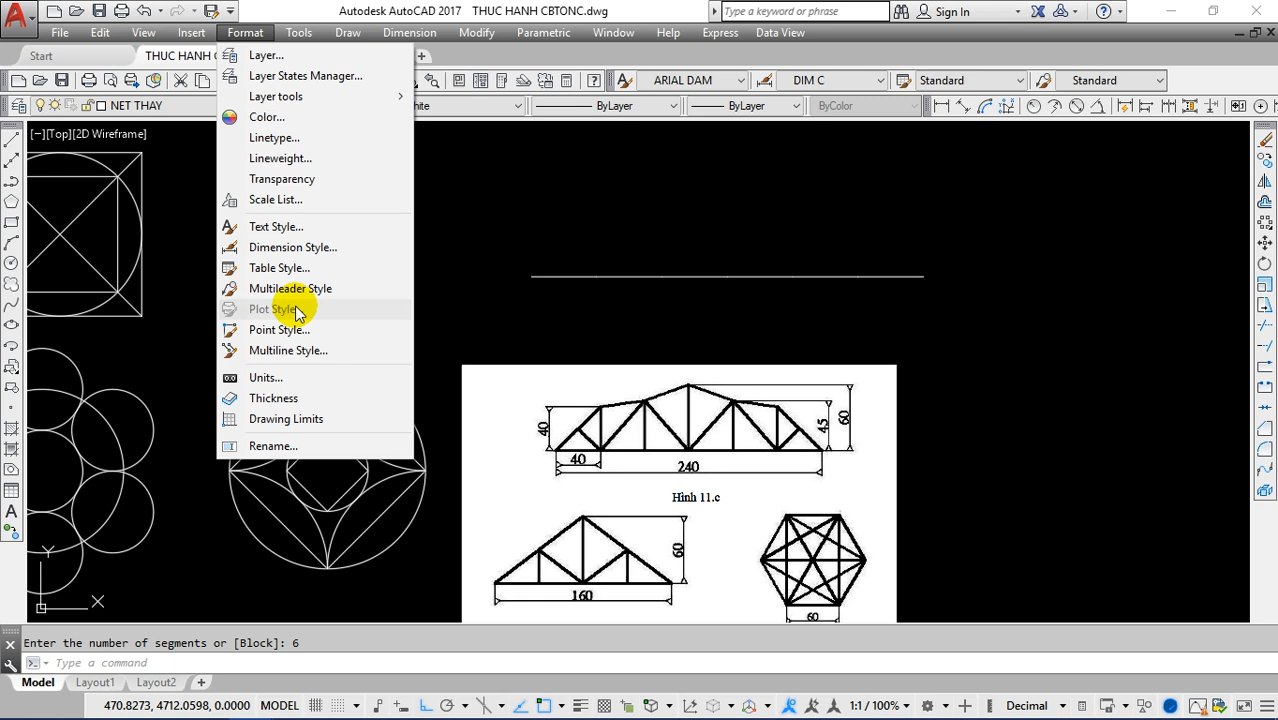 Autodesk AutoCAD 2017 THUC HANH CBTONC.dwg
Type a keyword or phrase
Sign In
File Edit View Insert Format Tools Draw Dimension Modify Parametric Window Help Express Data View
Start
THUC HANH C
ARIAL DAM
DIM C
Standard
Standard
NET THAY
ByLayer
ByLayer
ByColor
[−][Top][2D Wireframe]
Layer...
Layer States Manager...
Layer tools
Color...
Linetype...
Lineweight...
Transparency
Scale List...
Text Style...
Dimension Style...
Table Style...
Multileader Style
Plot Style
Point Style...
Multiline Style...
Units...
Thickness
Drawing Limits
Rename...
40
45
60
40
240
Hình 11.c
60
160
60
Y
X
Enter the number of segments or [Block]: 6
Type a command
Model Layout1 Layout2
470.8273, 4712.0598, 0.0000 MODEL
1:1 / 100%
Decimal